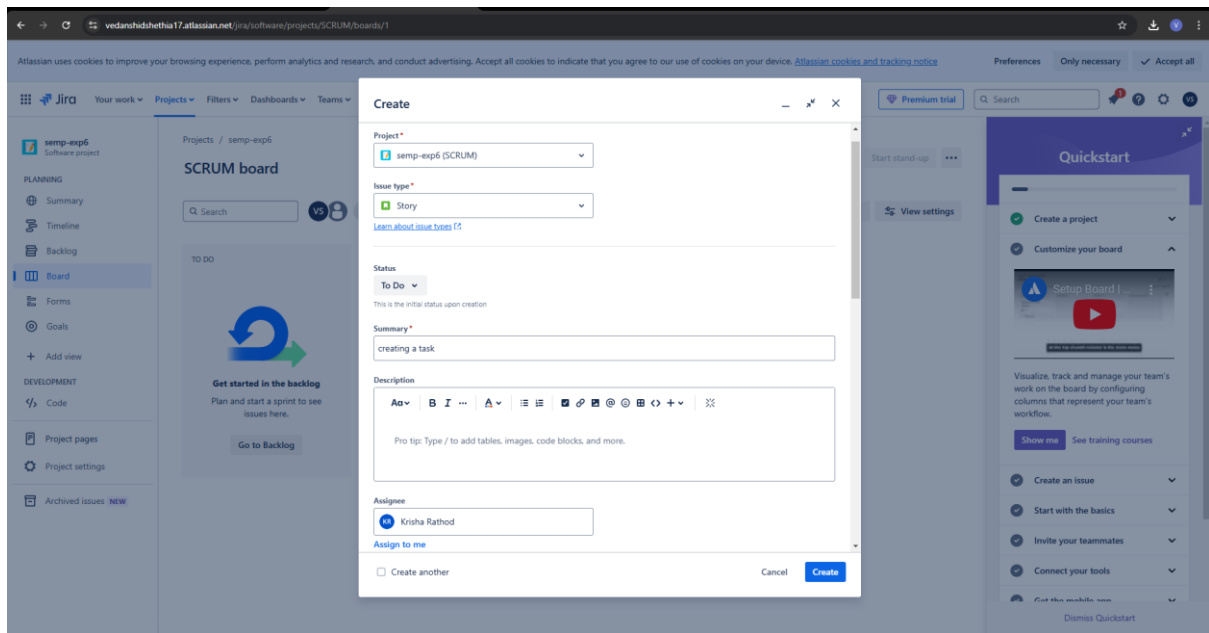 vedanshidshethia17.atlassian.net/jira/software/projects/SCRUM/boards/1
Atlassian uses cookies to improve your browsing experience, perform analytics and research, and conduct advertising. Accept all cookies to indicate that you agree to our use of cookies on your device. Atlassian cookies and tracking notice
Preferences
Only necessary
Accept all
Jira
Your work
Projects
Filters
Dashboards
Teams
Premium trial
Search
VS
semp-exp6
Software project
PLANNING
Summary
Timeline
Backlog
Board
Forms
Goals
Add view
DEVELOPMENT
Code
Project pages
Project settings
Archived issues NEW
Projects / semp-exp6
SCRUM board
Search
VS
TO DO
Get started in the backlog
Plan and start a sprint to see
issues here.
Go to Backlog
Start stand-up
View settings
Create
Project*
semp-exp6 (SCRUM)
Issue type*
Story
Learn about issue types
Status
To Do
This is the initial status upon creation
Summary*
creating a task
Description
Aa B I ... A
Pro tip: Type / to add tables, images, code blocks, and more.
Assignee
KR Krisha Rathod
Assign to me
Create another
Cancel
Create
Quickstart
Create a project
Customize your board
Setup Board I...
Visualize, track and manage your team's
work on the board by configuring
columns that represent your team's
workflow.
Show me
See training courses
Create an issue
Start with the basics
Invite your teammates
Connect your tools
Get the mobile app
Dismiss Quickstart